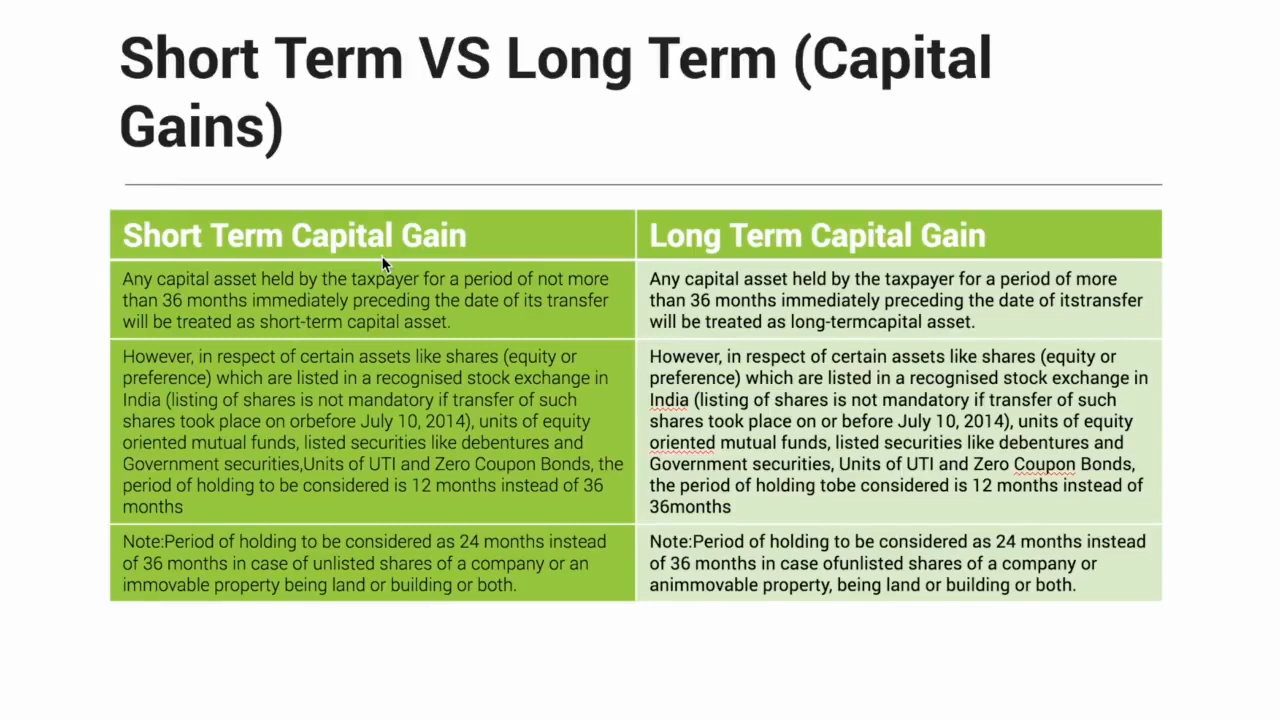 Short Term VS Long Term (Capital
Gains)
Short Term Capital Gain
Any capital asset held by the taxpayer for a period of not more
than 36 months immediately preceding the date of its transfer
will be treated as short-term capital asset.
However, in respect of certain assets like shares (equity or
preference) which are listed in a recognised stock exchange in
India (listing of shares is not mandatory if transfer of such
shares took place on orbefore July 10, 2014), units of equity
oriented mutual funds, listed securities like debentures and
Government securities,Units of UTI and Zero Coupon Bonds, the
period of holding to be considered is 12 months instead of 36
months
Note:Period of holding to be considered as 24 months instead
of 36 months in case of unlisted shares of a company or an
immovable property being land or building or both.
Long Term Capital Gain
Any capital asset held by the taxpayer for a period of more
than 36 months immediately preceding the date of itstransfer
will be treated as long-termcapital asset.
However, in respect of certain assets like shares (equity or
preference) which are listed in a recognised stock exchange in
India (listing of shares is not mandatory if transfer of such
shares took place on or before July 10, 2014), units of equity
oriented mutual funds, listed securities like debentures and
Government securities, Units of UTI and Zero Coupon Bonds,
the period of holding tobe considered is 12 months instead of
36months
Note:Period of holding to be considered as 24 months instead
of 36 months in case ofunlisted shares of a company or
animmovable property, being land or building or both.